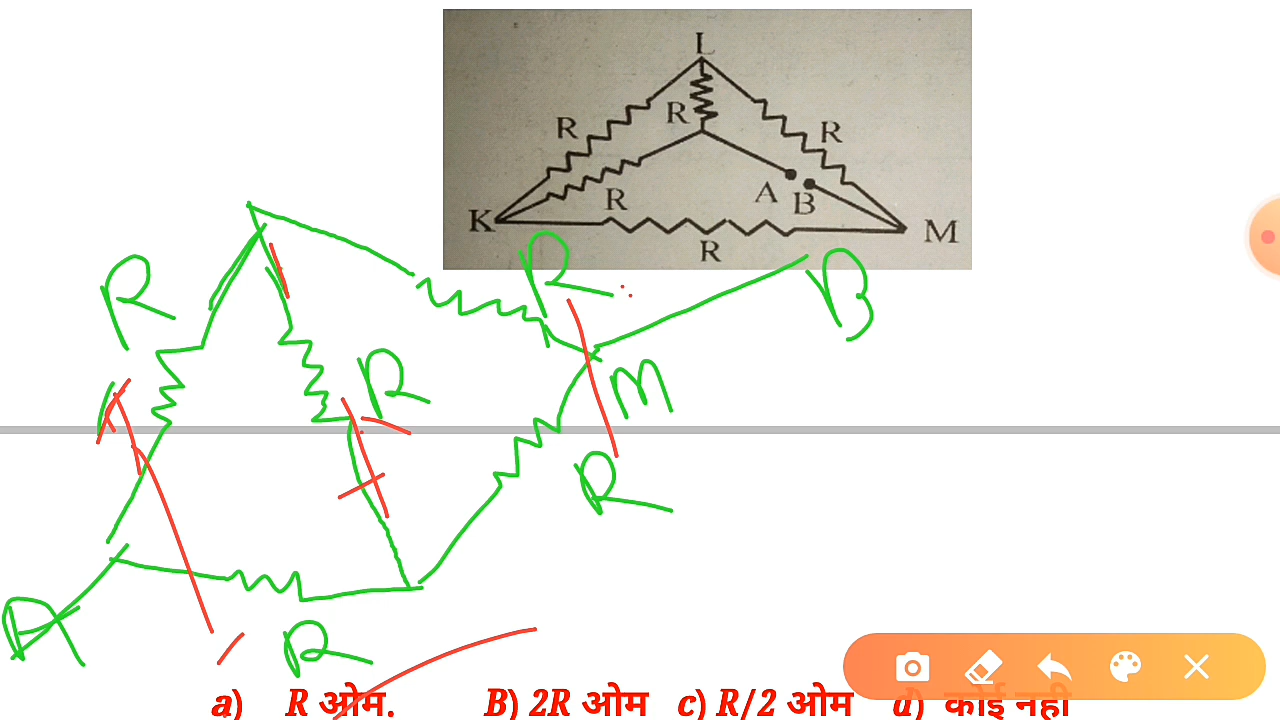 L
R R R
A B
R
K M
R
R R B
R M
R
A R
a) R ओम. B) 2R ओम c) R/2 ओम d) कोई नही